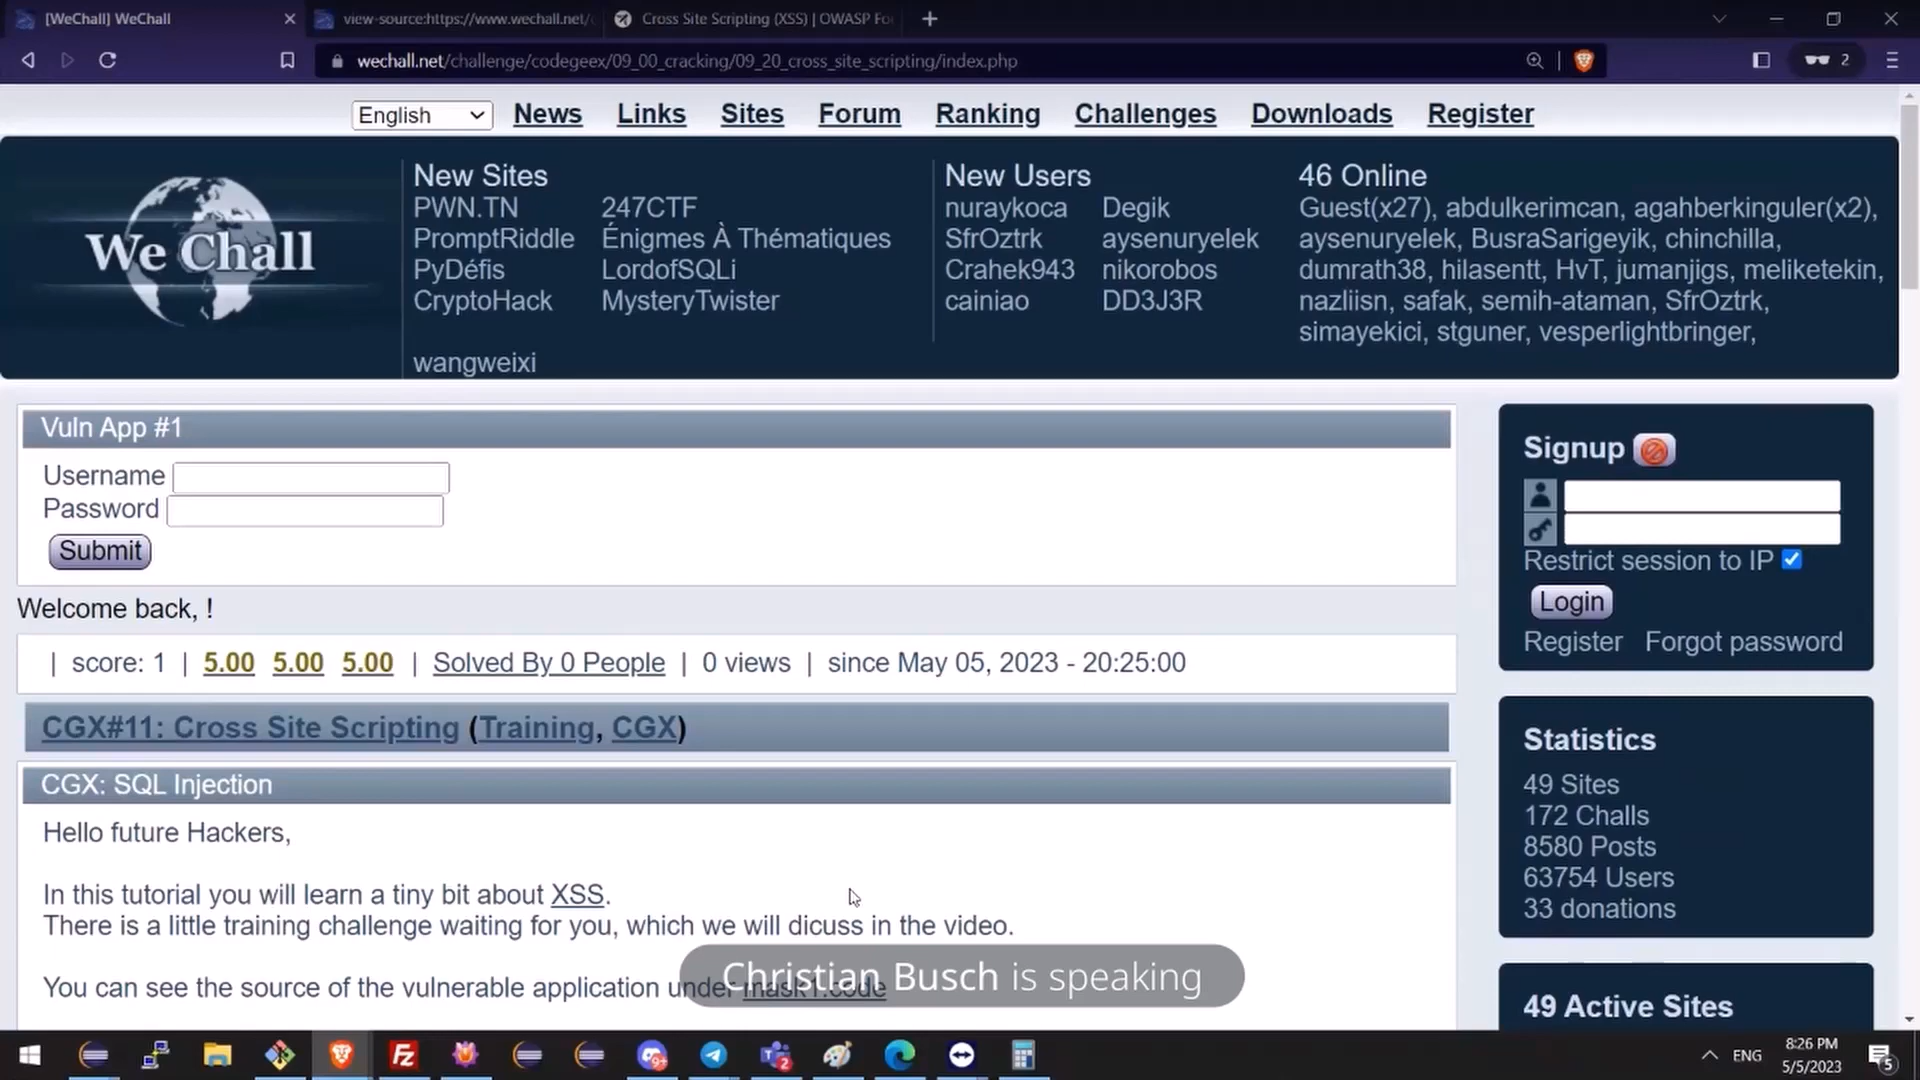 [WeChall] WeChall
view-source:https://www.wechall.net/
Cross Site Scripting (XSS) | OWASP Fo
wechall.net/challenge/codegeex/09_00_cracking/09_20_cross_site_scripting/index.php
2
English
News
Links
Sites
Forum
Ranking
Challenges
Downloads
Register
We Chall
New Sites
PWN.TN
247CTF
PromptRiddle
Énigmes À Thématiques
PyDéfis
LordofSQLi
CryptoHack
MysteryTwister
New Users
nuraykoca
Degik
SfrOztrk
aysenuryelek
Crahek943
nikorobos
cainiao
DD3J3R
46 Online
Guest(x27), abdulkerimcan, agahberkinguler(x2),
aysenuryelek, BusraSarigeyik, chinchilla,
dumrath38, hilasentt, HvT, jumanjigs, meliketekin,
nazliisn, safak, semih-ataman, SfrOztrk,
simayekici, stguner, vesperlightbringer,
wangweixi
Vuln App #1
Username
Password
Submit
Welcome back, !
| score: 1 | 5.00 5.00 5.00 | Solved By 0 People | 0 views | since May 05, 2023 - 20:25:00
CGX#11: Cross Site Scripting (Training, CGX)
CGX: SQL Injection
Hello future Hackers,
In this tutorial you will learn a tiny bit about XSS.
There is a little training challenge waiting for you, which we will dicuss in the video.
You can see the source of the vulnerable application under mask1.code
Christian Busch is speaking
Signup
Restrict session to IP
Login
Register
Forgot password
Statistics
49 Sites
172 Challs
8580 Posts
63754 Users
33 donations
49 Active Sites
9+
2
ENG
8:26 PM
5/5/2023
5